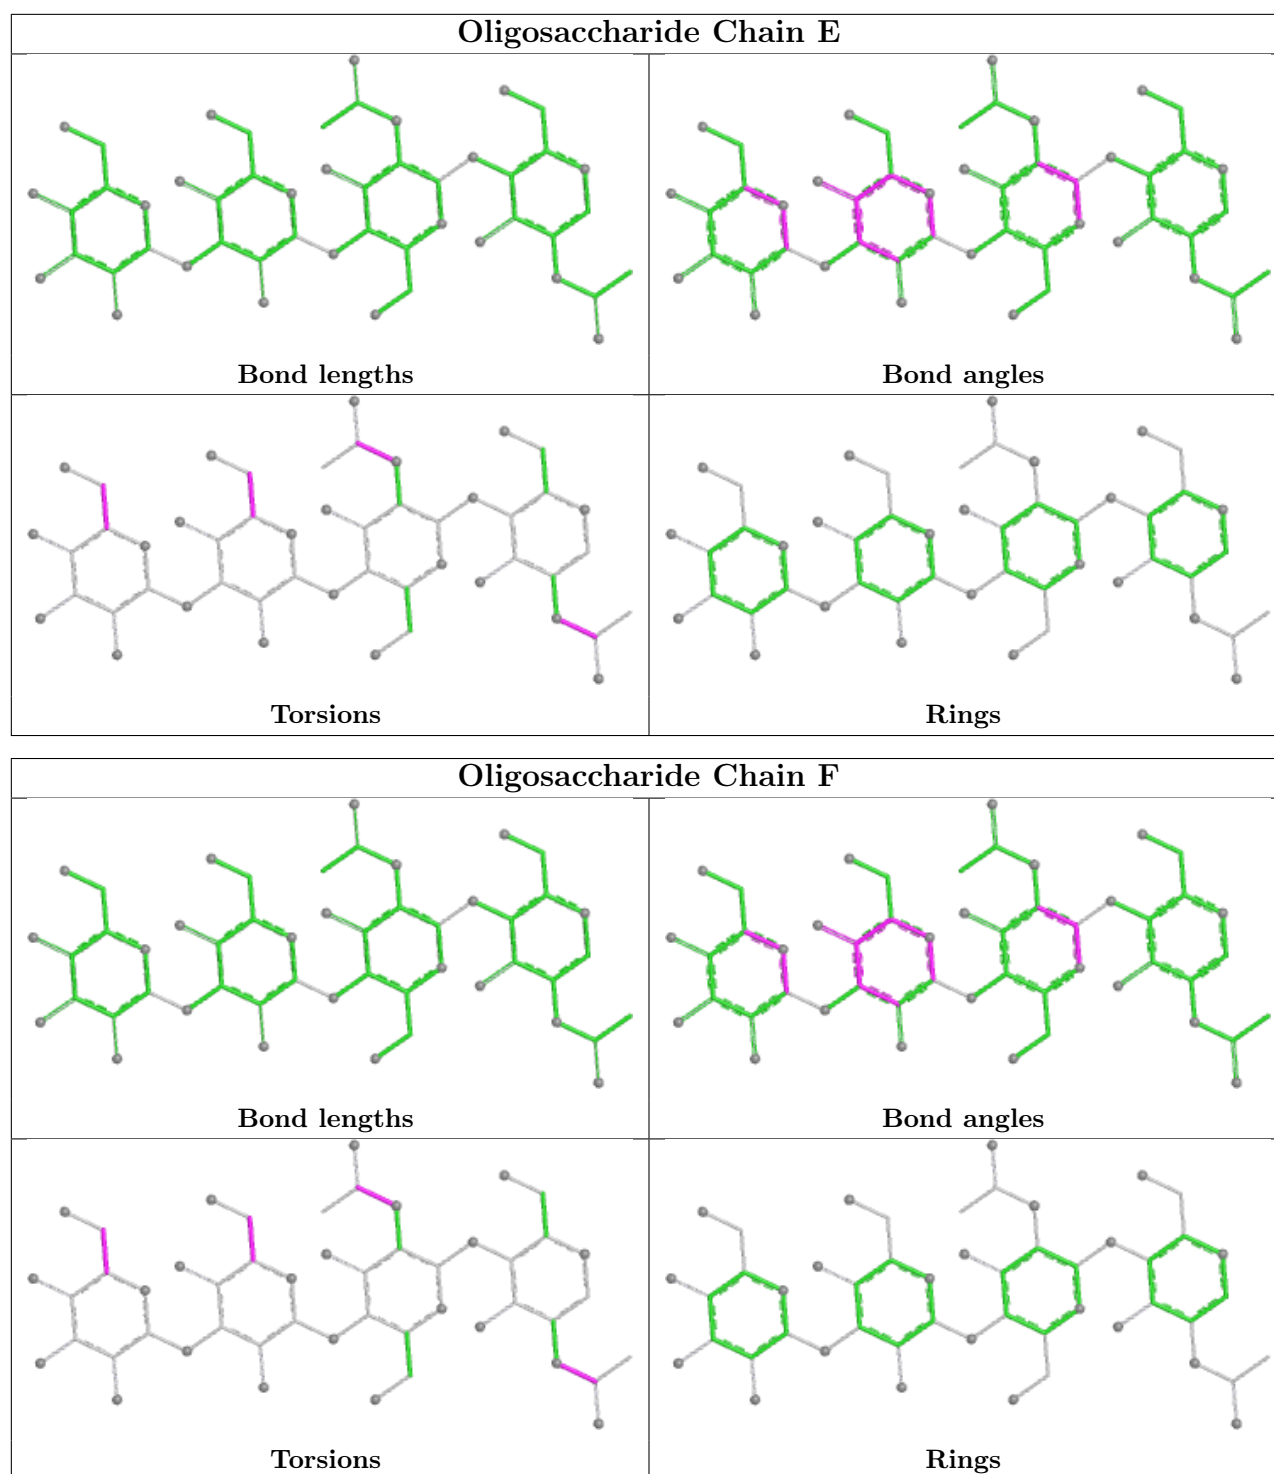 Oligosaccharide Chain E
Bond lengths
Bond angles
Torsions
Rings
Oligosaccharide Chain F
Bond lengths
Bond angles
Torsions
Rings